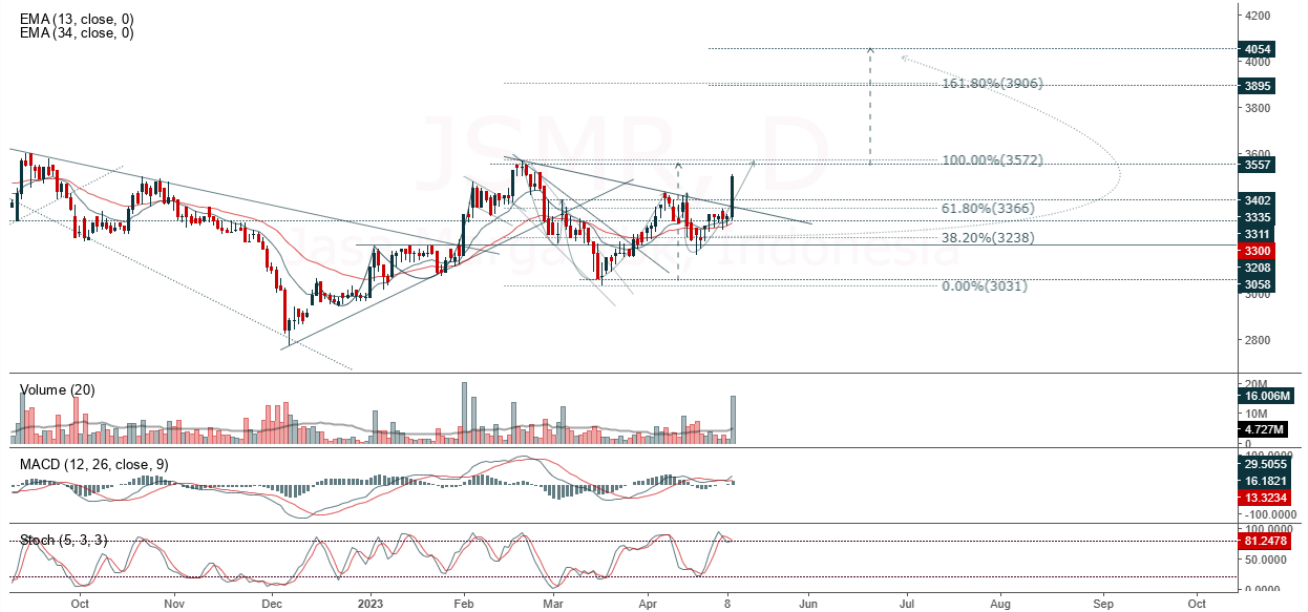 EMA (13, close, 0)
EMA (34, close, 0)
JSMR, D
4200
4054
4000
161.80%(3906)
3895
3800
3600
100.00%(3572)
3557
3402
61.80%(3366)
3335
3311
38.20%(3238)
3300
3208
3058
0.00%(3031)
3000
2800
Volume (20)
20M
16.006M
10M
4.727M
0
MACD (12, 26, close, 9)
100.0000
29.5055
16.1821
13.3234
-100.0000
Stoch (5, 3, 3)
100.0000
81.2478
50.0000
0.0000
Oct Nov Dec 2023 Feb Mar Apr 8 Jun Jul Aug Sep Oct